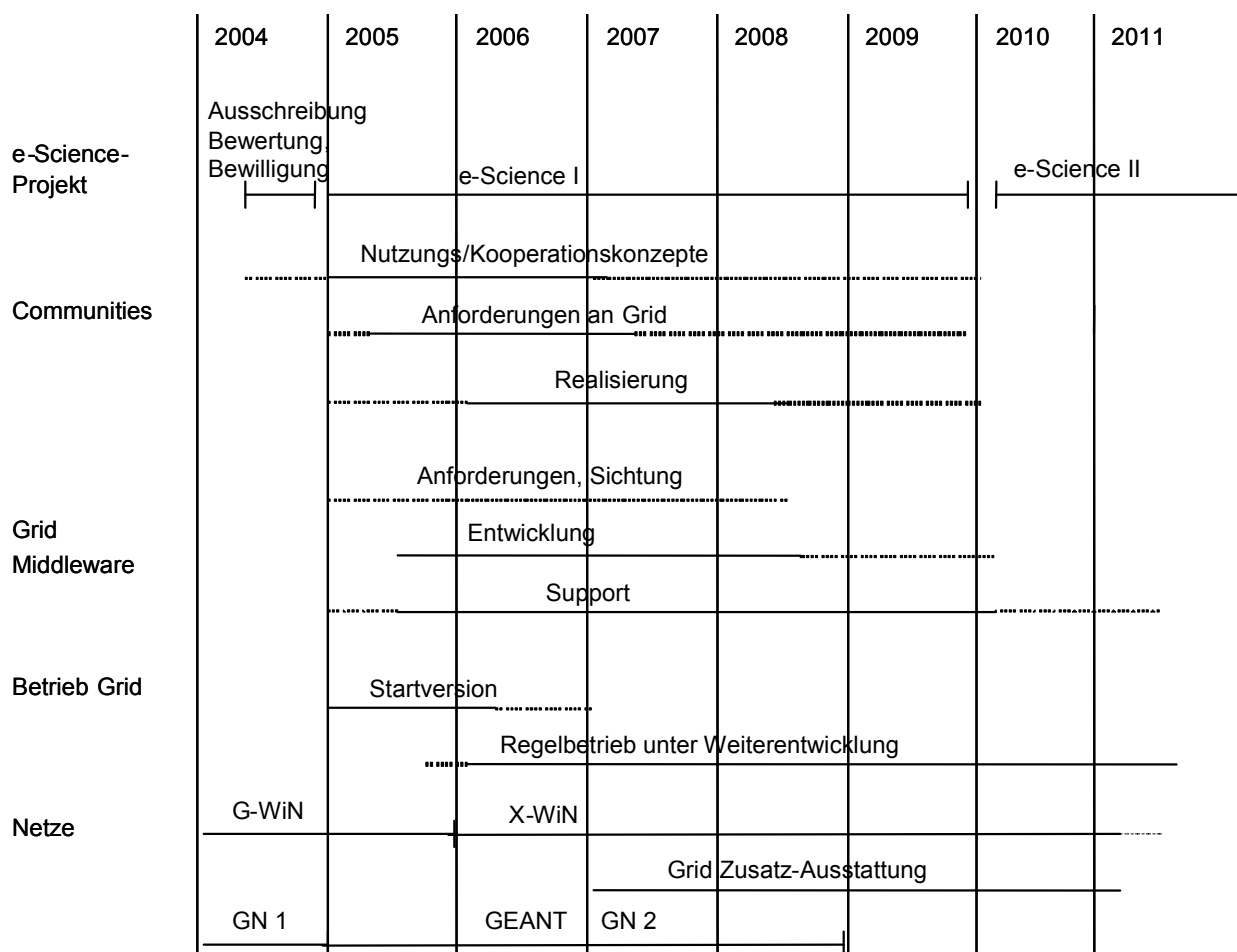 2004 2005 2006 2007 2008 2009 2010 2011
Ausschreibung
Bewertung,
Bewilligung
e-Science-
Projekt
e-Science I
e-Science II
Nutzungs/Kooperationskonzepte
Communities
Anforderungen an Grid
Realisierung
Anforderungen, Sichtung
Grid
Middleware
Entwicklung
Support
Betrieb Grid
Startversion
Regelbetrieb unter Weiterentwicklung
Netze
G-WiN
X-WiN
Grid Zusatz-Ausstattung
GN 1
GEANT GN 2